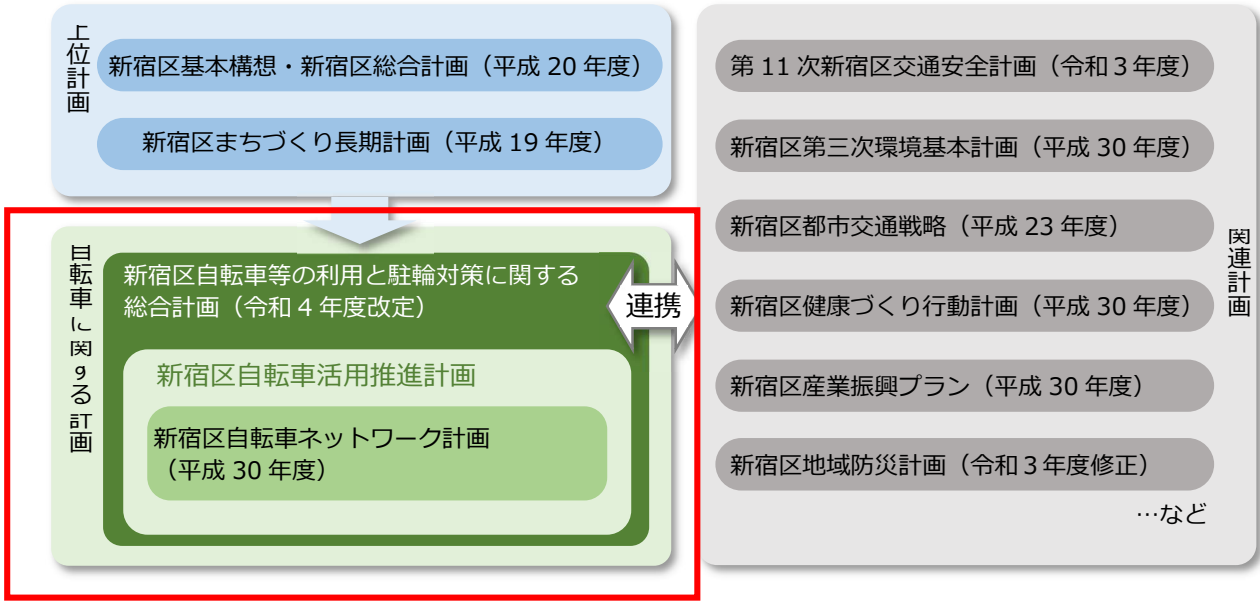 上位計画
新宿区基本構想・新宿区総合計画（平成 20 年度）
新宿区まちづくり長期計画（平成 19 年度）
自転車に関する計画
新宿区自転車等の利用と駐輪対策に関する
総合計画（令和 4 年度改定）
新宿区自転車活用推進計画
新宿区自転車ネットワーク計画
（平成 30 年度）
連携
第 11 次新宿区交通安全計画（令和３年度）
新宿区第三次環境基本計画（平成 30 年度）
新宿区都市交通戦略（平成 23 年度）
新宿区健康づくり行動計画（平成 30 年度）
新宿区産業振興プラン（平成 30 年度）
新宿区地域防災計画（令和３年度修正）
…など
関連計画